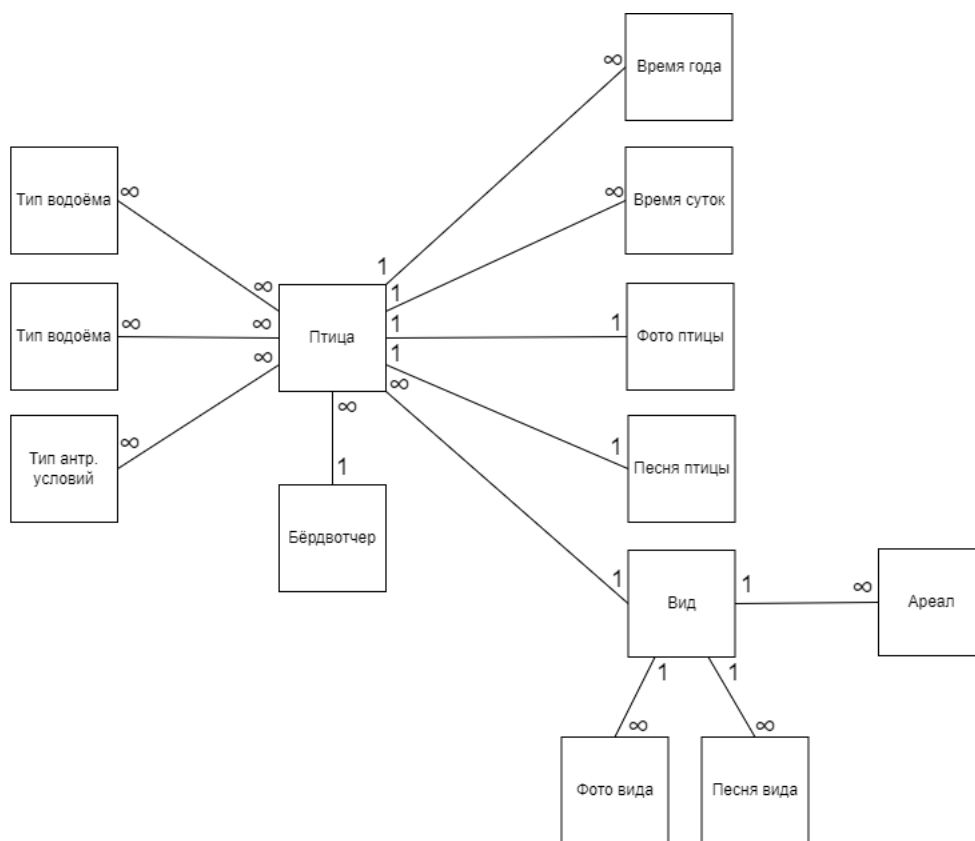 Время года
∞
Тип водоёма
∞
Время суток
∞
∞
1
Птица
1
Тип водоёма
∞
∞
1
1
Фото птицы
∞
1
∞
Тип антр.
условий
∞
∞
1
Песня птицы
1
Бёрдвотчер
1
Вид
1
∞
Ареал
1
1
∞
∞
Фото вида
Песня вида